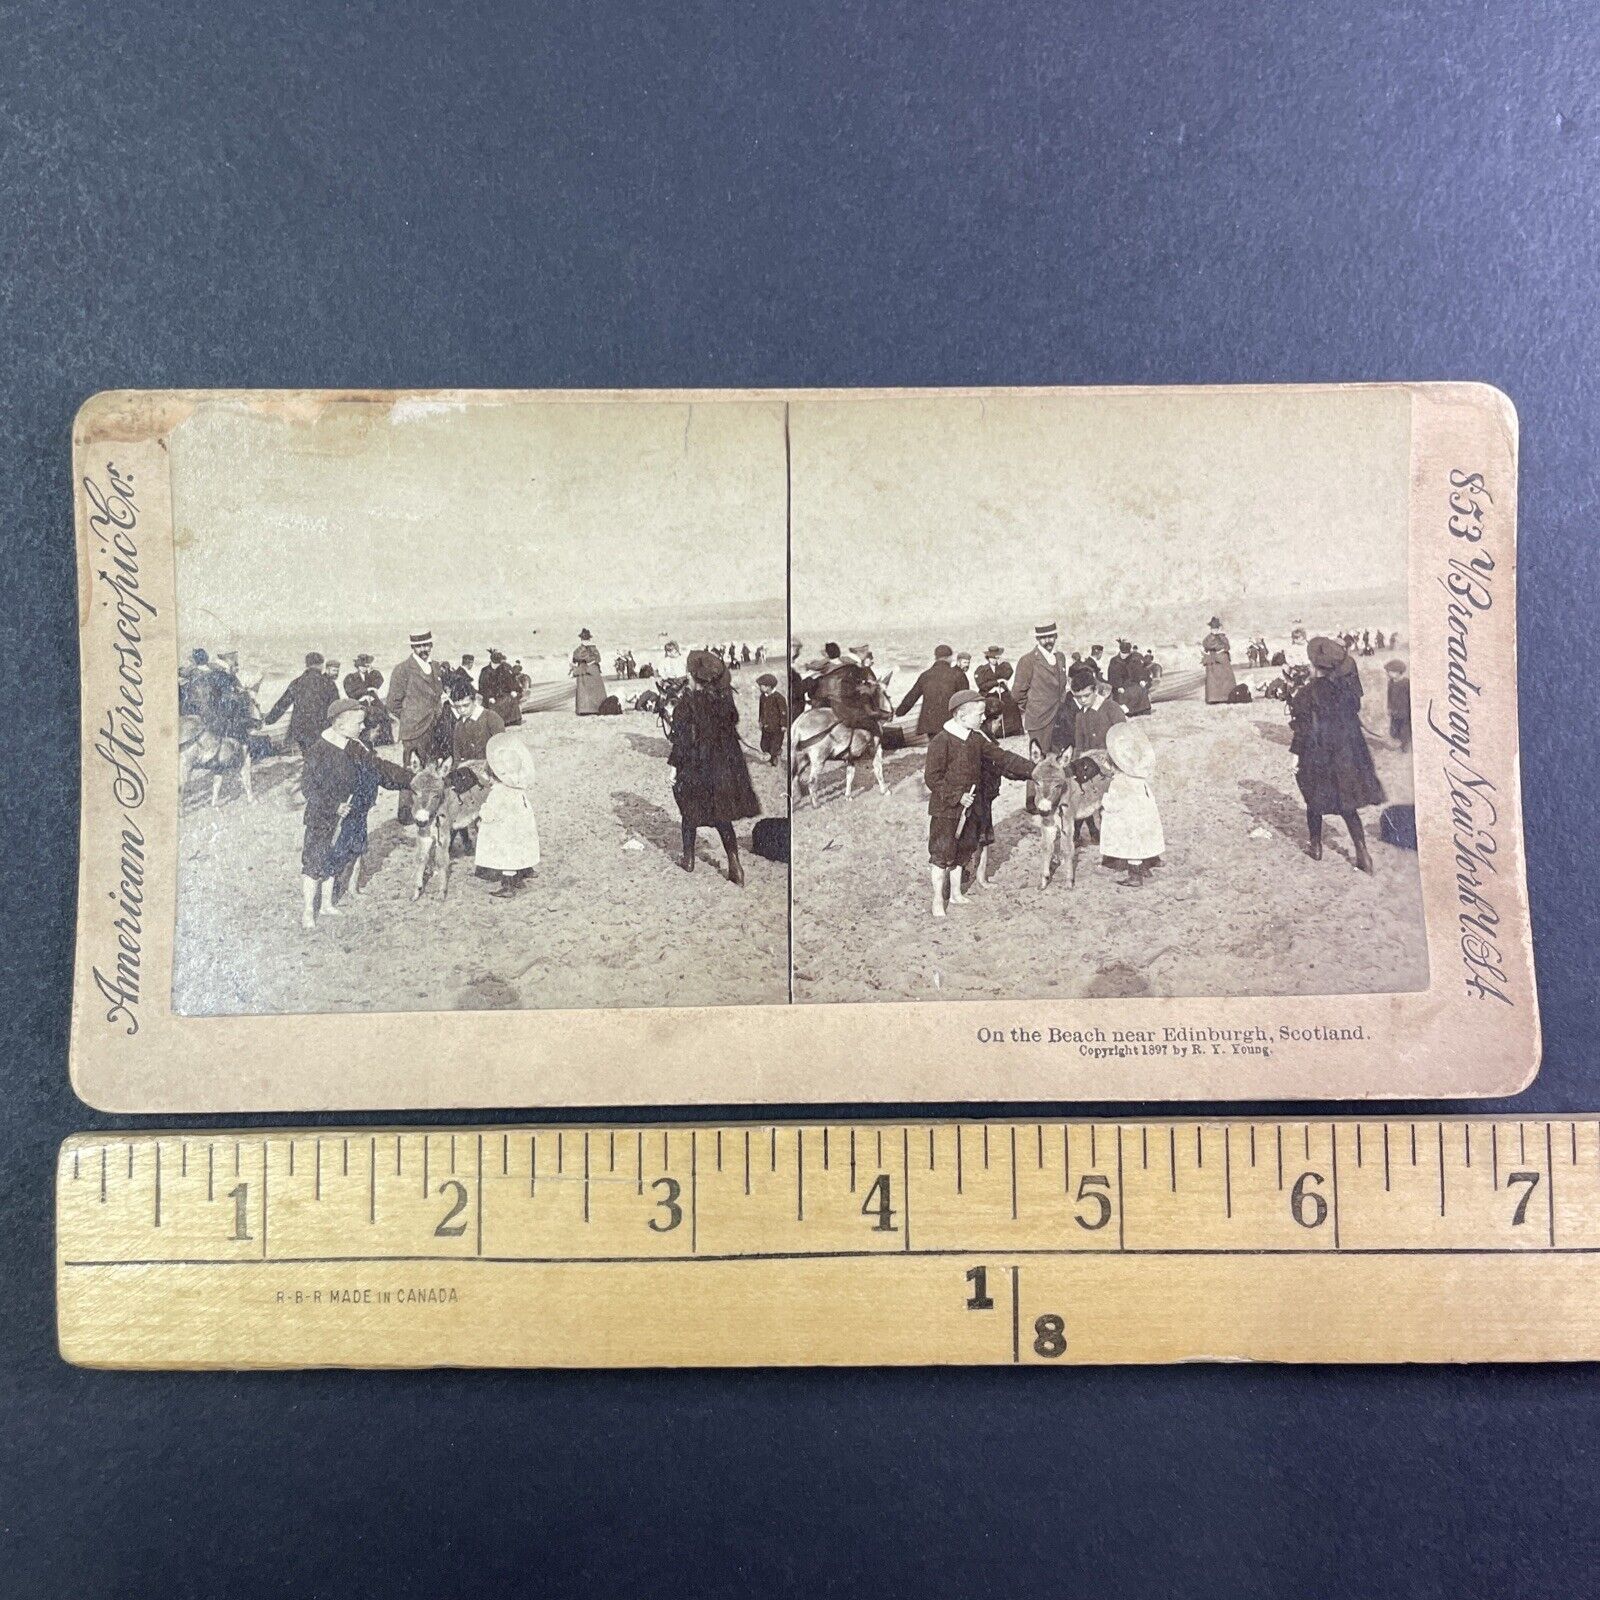 American Stereoscopic Co.
853 Broadway, New York U.S.A.
On the Beach near Edinburgh, Scotland.
Copyright 1897 by R. Y. Young.
1 2 3 4 5 6 7
R-B-R MADE IN CANADA
1
8